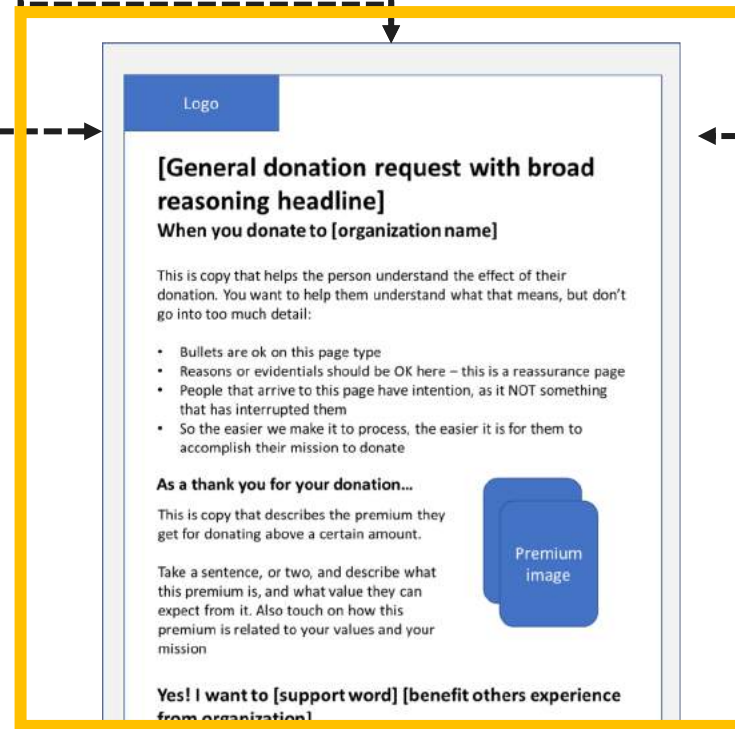 Logo
[General donation request with broad
reasoning headline]
When you donate to [organization name]
This is copy that helps the person understand the effect of their
donation. You want to help them understand what that means, but don't
go into too much detail:
• Bullets are ok on this page type
• Reasons or evidentials should be OK here – this is a reassurance page
• People that arrive to this page have intention, as it NOT something
that has interrupted them
• So the easier we make it to process, the easier it is for them to
accomplish their mission to donate
As a thank you for your donation...
This is copy that describes the premium they
get for donating above a certain amount.
Take a sentence, or two, and describe what
this premium is, and what value they can
expect from it. Also touch on how this
premium is related to your values and your
mission
Premium
image
Yes! I want to [support word] [benefit others experience
from organization]